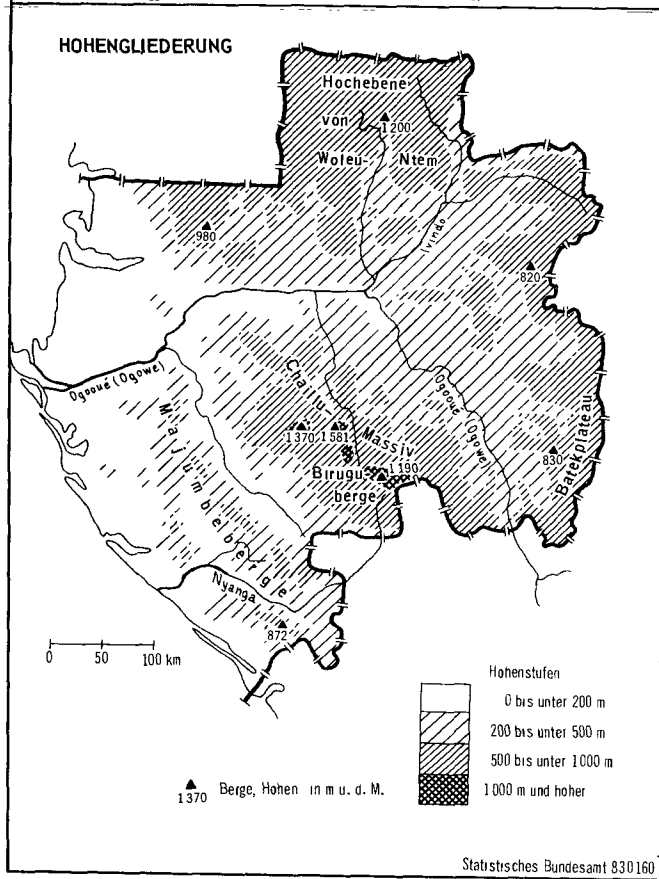 HOHENGLIEDERUNG
Hochebene
von
1200
Woleu-
Ntem
Ivindo
980
820
Ogooué (Ogowe)
Chaillu-
Massiv
Majumbeberge
1370
1581
1190
Birugu
berge
Ogooué (Ogowe)
830
Batekeplateau
Nyanga
872
0 50 100 km
Hohenstufen
0 bis unter 200 m
200 bis unter 500 m
500 bis unter 1000 m
1000 m und hoher
1370
Berge, Hohen in m u. d. M.
Statistisches Bundesamt 830160